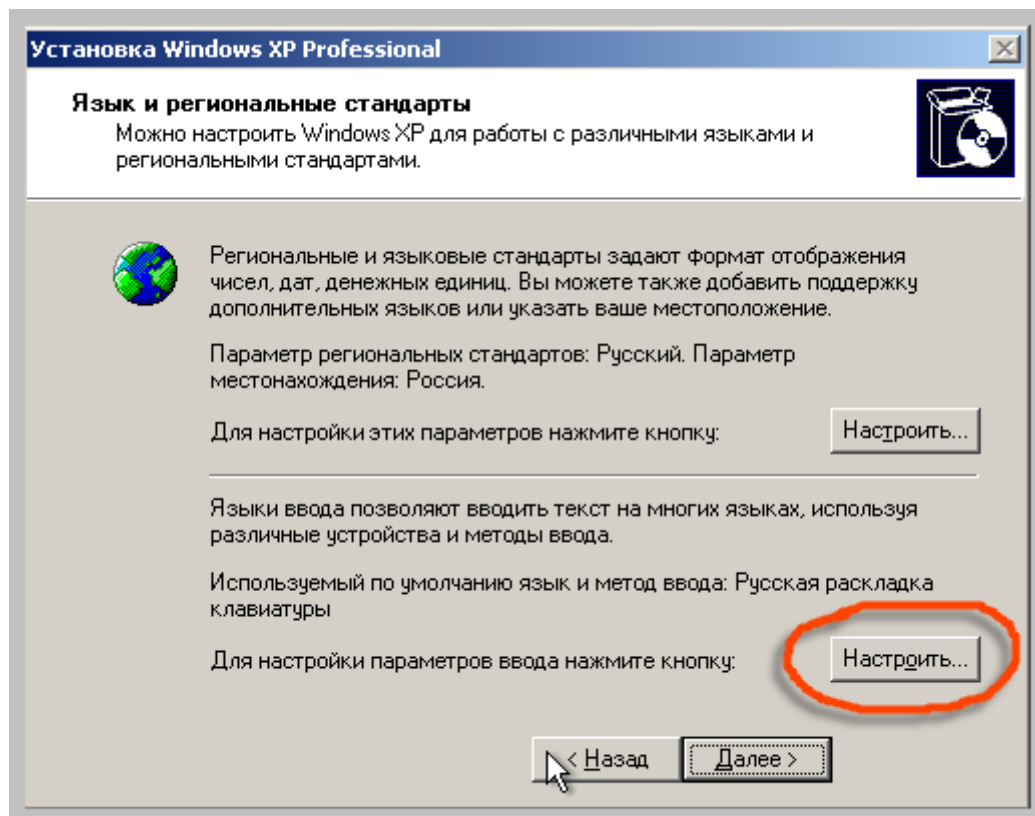 Установка Windows XP Professional
Язык и региональные стандарты
Можно настроить Windows XP для работы с различными языками и
региональными стандартами.
Региональные и языковые стандарты задают формат отображения
чисел, дат, денежных единиц. Вы можете также добавить поддержку
дополнительных языков или указать ваше местоположение.
Параметр региональных стандартов: Русский. Параметр
местонахождения: Россия.
Для настройки этих параметров нажмите кнопку:
Настроить...
Языки ввода позволяют вводить текст на многих языках, используя
различные устройства и методы ввода.
Используемый по умолчанию язык и метод ввода: Русская раскладка
клавиатуры
Для настройки параметров ввода нажмите кнопку:
Настроить...
< Назад
Далее >